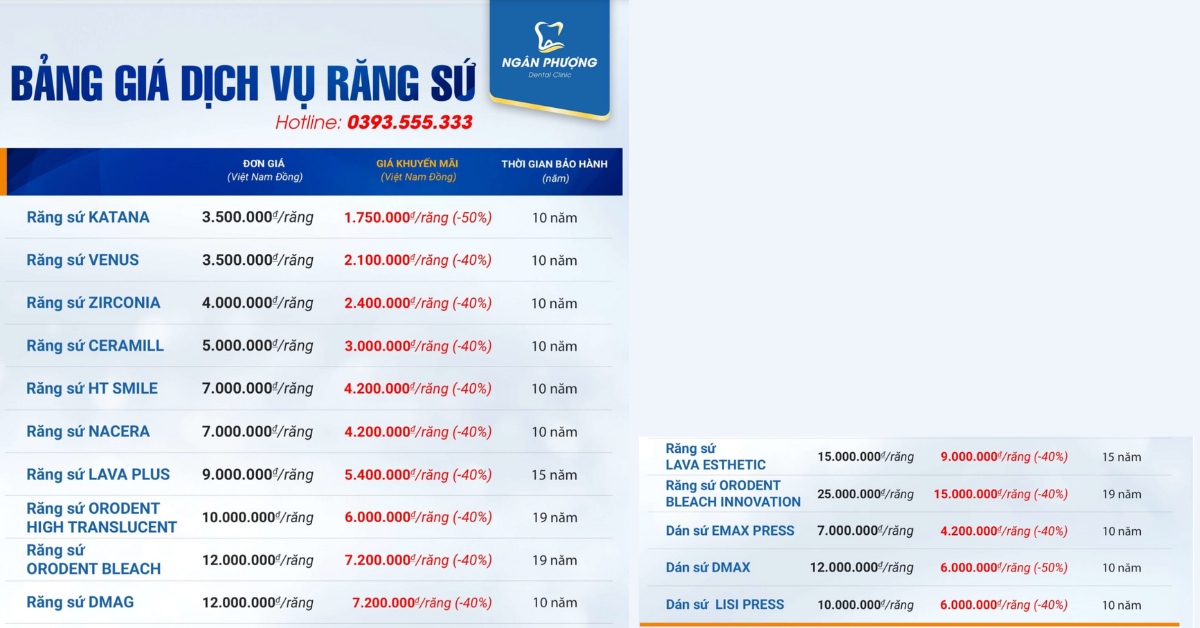 BẢNG GIÁ DỊCH VỤ RĂNG SỨ
NGÂN PHƯỢNG
Dental Clinic
Hotline: 0393.555.333
ĐƠN GIÁ GIÁ KHUYẾN MÃI THỜI GIAN BẢO HÀNH
(Việt Nam Đồng) (Việt Nam Đồng) (năm)
Răng sứ KATANA 3.500.000đ/răng 1.750.000đ/răng (-50%) 10 năm
Răng sứ VENUS 3.500.000đ/răng 2.100.000đ/răng (-40%) 10 năm
Răng sứ ZIRCONIA 4.000.000đ/răng 2.400.000đ/răng (-40%) 10 năm
Răng sứ CERAMILL 5.000.000đ/răng 3.000.000đ/răng (-40%) 10 năm
Răng sứ HT SMILE 7.000.000đ/răng 4.200.000đ/răng (-40%) 10 năm
Răng sứ NACERA 7.000.000đ/răng 4.200.000đ/răng (-40%) 10 năm
Răng sứ LAVA PLUS 9.000.000đ/răng 5.400.000đ/răng (-40%) 15 năm
Răng sứ ORODENT
HIGH TRANSLUCENT 10.000.000đ/răng 6.000.000đ/răng (-40%) 19 năm
Răng sứ
ORODENT BLEACH 12.000.000đ/răng 7.200.000đ/răng (-40%) 19 năm
Răng sứ DMAG 12.000.000đ/răng 7.200.000đ/răng (-40%) 10 năm
Răng sứ
LAVA ESTHETIC 15.000.000đ/răng 9.000.000đ/răng (-40%) 15 năm
Răng sứ ORODENT
BLEACH INNOVATION 25.000.000đ/răng 15.000.000đ/răng (-40%) 19 năm
Dán sứ EMAX PRESS 7.000.000đ/răng 4.200.000đ/răng (-40%) 10 năm
Dán sứ DMAX 12.000.000đ/răng 6.000.000đ/răng (-50%) 10 năm
Dán sứ LISI PRESS 10.000.000đ/răng 6.000.000đ/răng (-40%) 10 năm